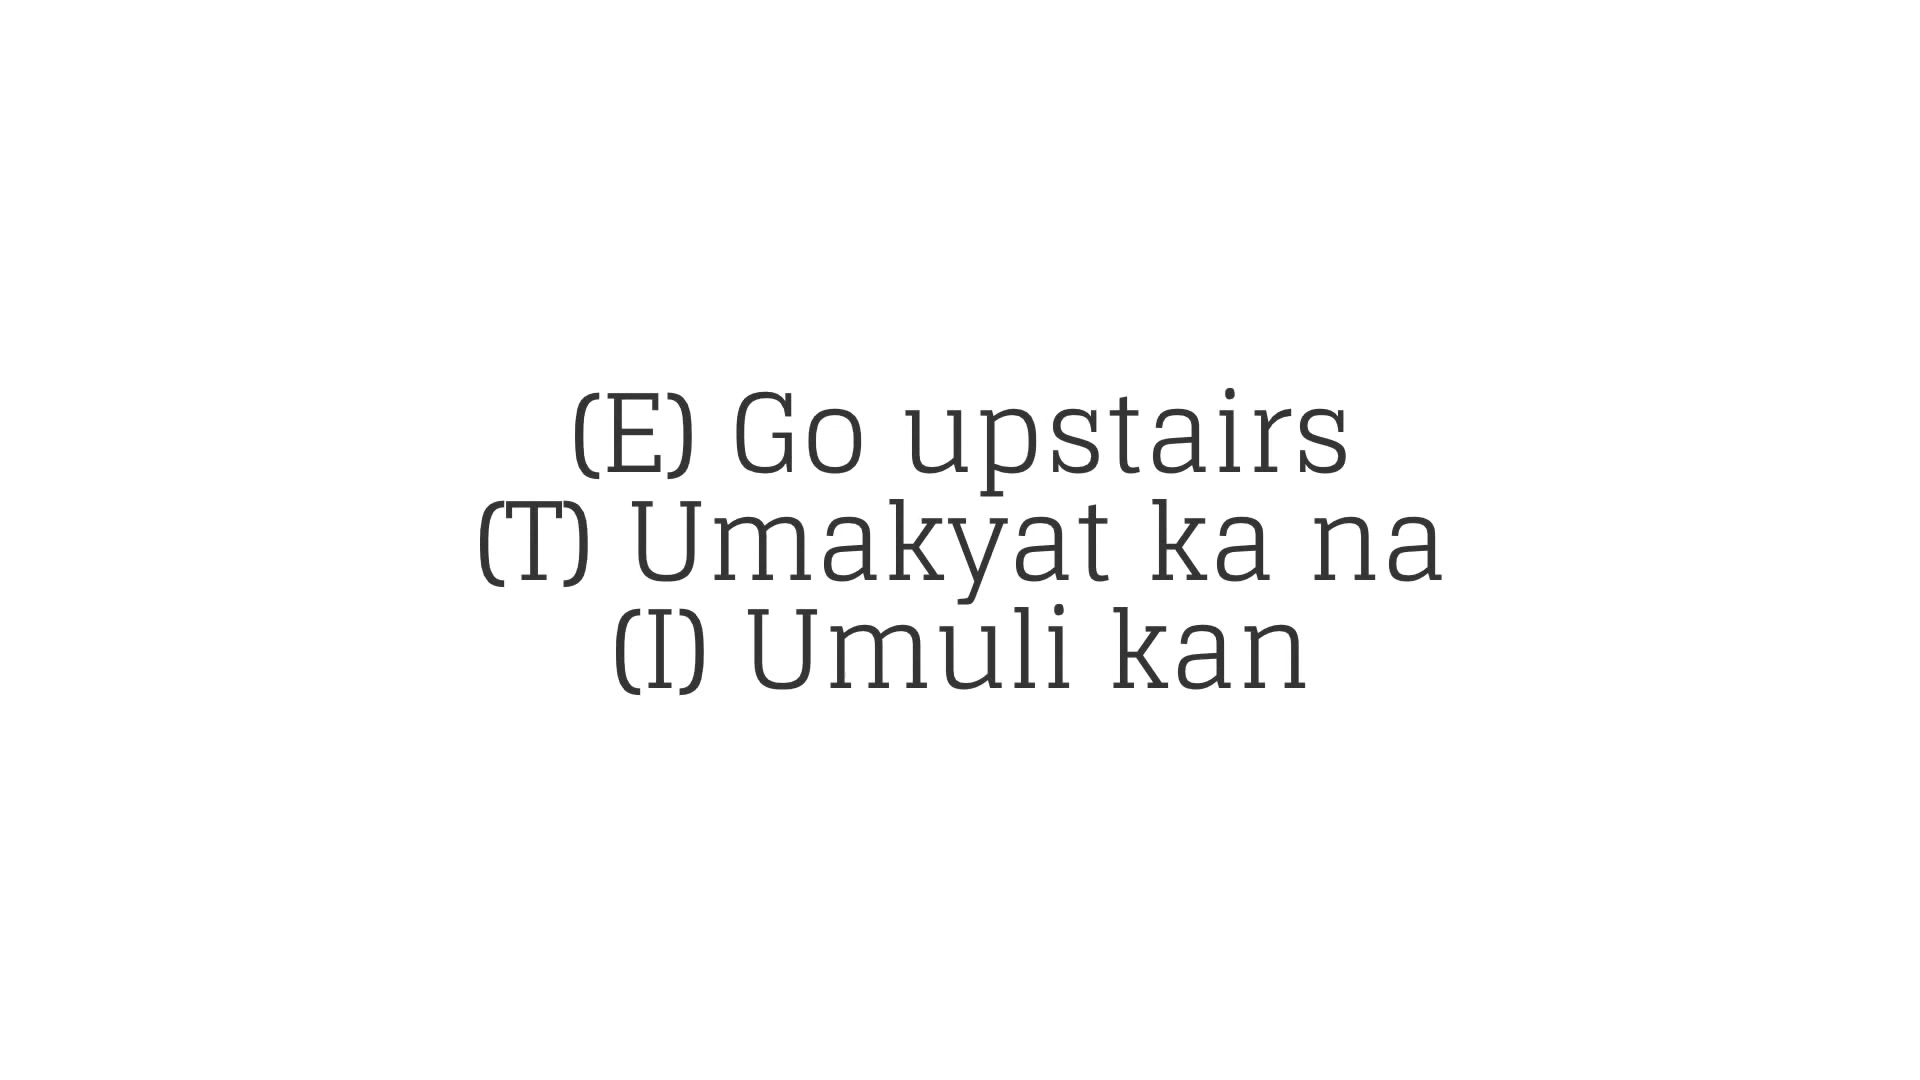 (E) Go upstairs
(T) Umakyat ka na
(I) Umuli kan